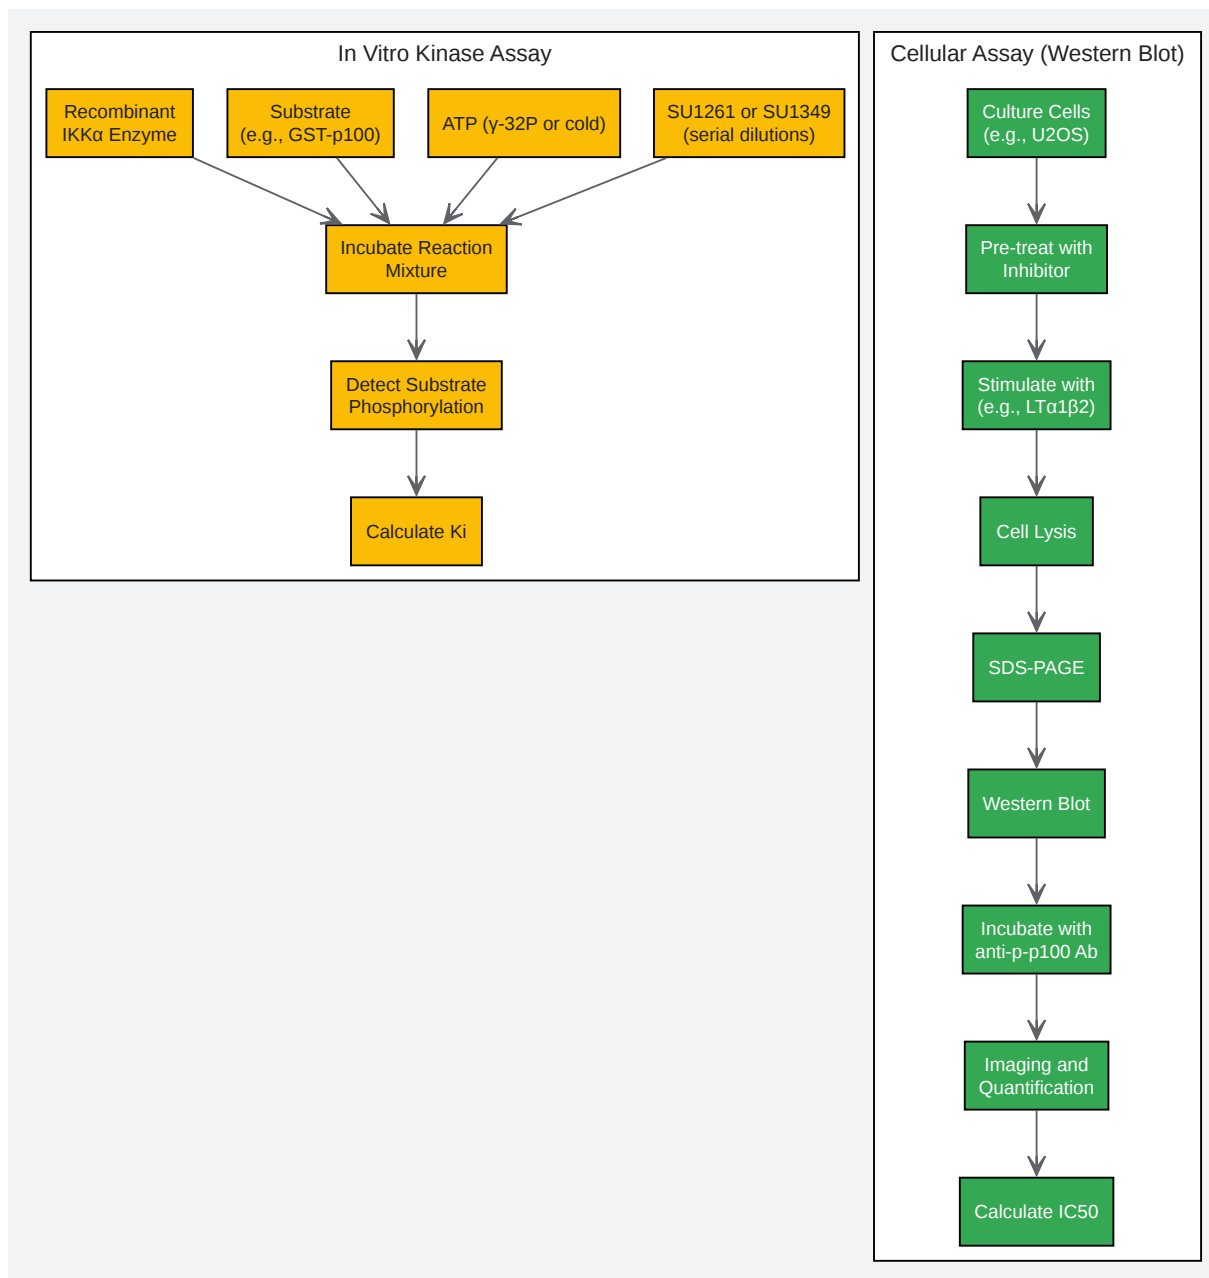 In Vitro Kinase Assay
Recombinant
IKKα Enzyme
Substrate
(e.g., GST-p100)
ATP (γ-32P or cold)
SU1261 or SU1349
(serial dilutions)
Incubate Reaction
Mixture
Detect Substrate
Phosphorylation
Calculate Ki
Cellular Assay (Western Blot)
Culture Cells
(e.g., U2OS)
Pre-treat with
Inhibitor
Stimulate with
(e.g., LTα1β2)
Cell Lysis
SDS-PAGE
Western Blot
Incubate with
anti-p-p100 Ab
Imaging and
Quantification
Calculate IC50